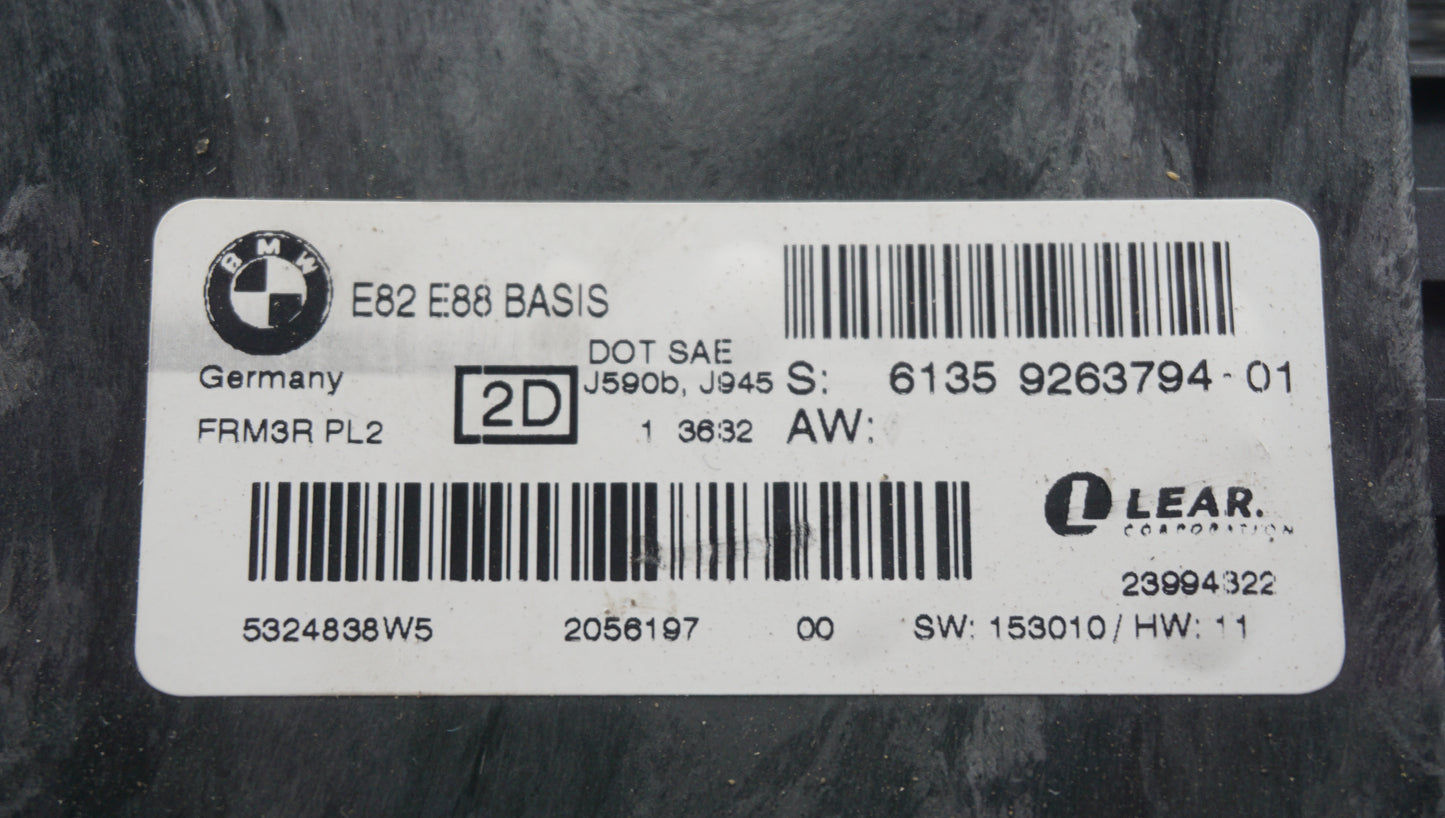 BMW
E82 E88 BASIS
Germany
DOT SAE
J590b, J945
S: 6135 9263794-01
FRM3R PL2
2D
1 3632
AW:
LEAR.
CORPORATION
23994322
5324838W5 2056197 00 SW: 153010 / HW: 11